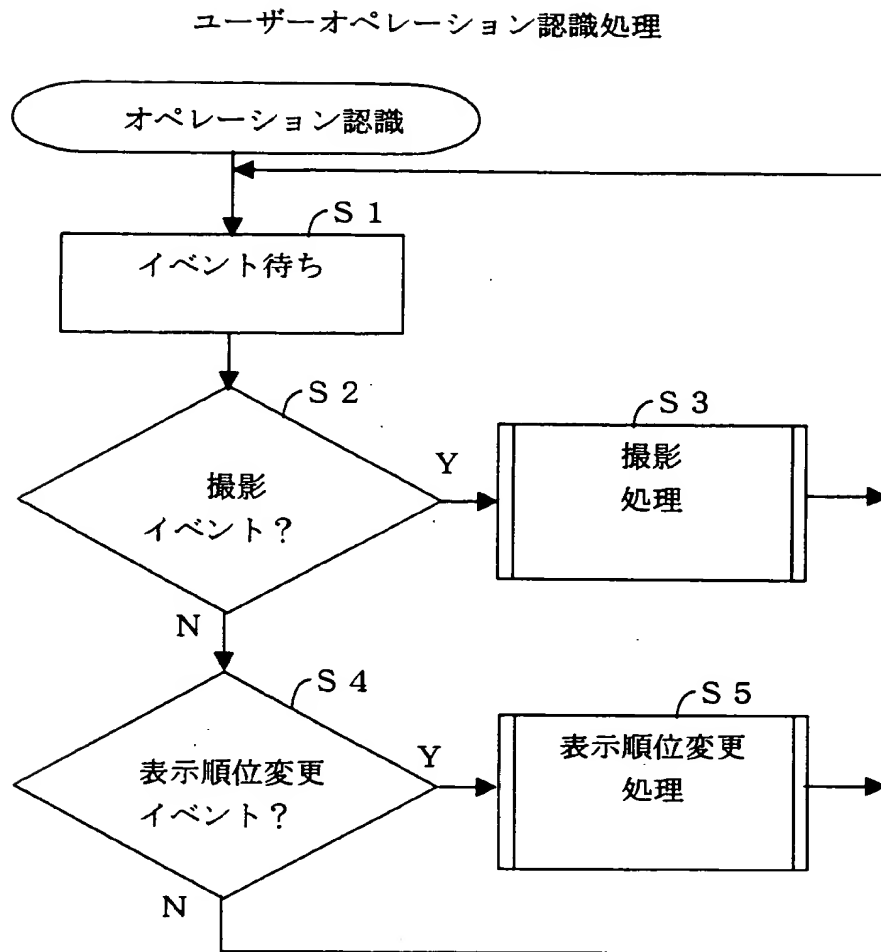 ユーザーオペレーション認識処理
オペレーション認識
S 1
イベント待ち
S 2
撮影
イベント?
Y
S 3
撮影
処理
N
S 4
表示順位変更
イベント?
Y
S 5
表示順位変更
処理
N